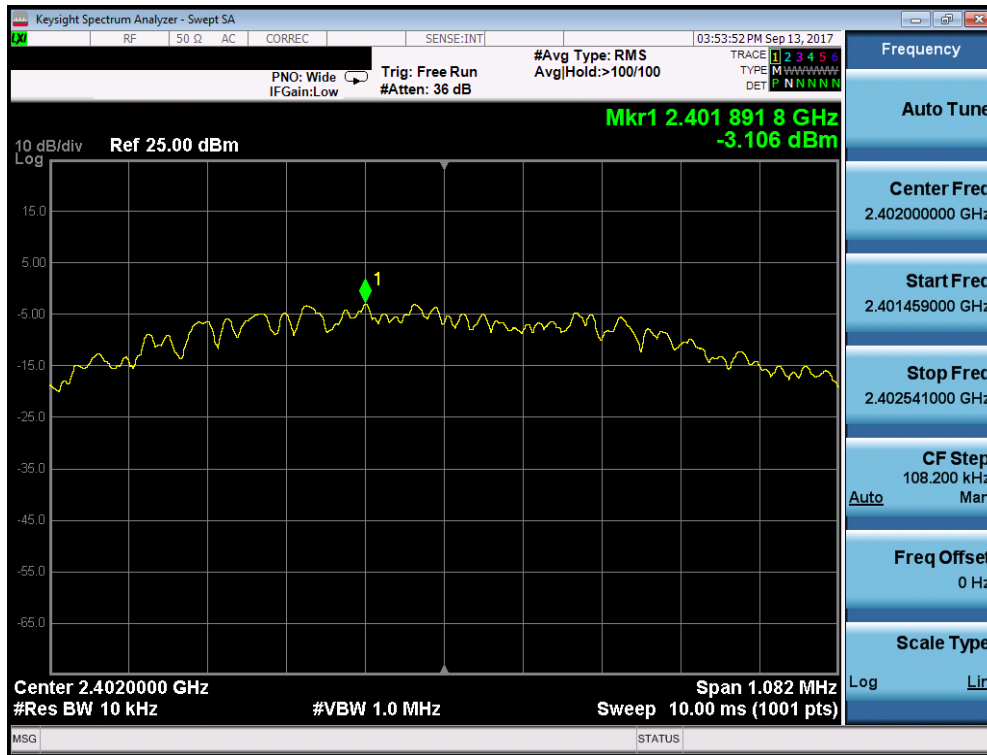 Keysight Spectrum Analyzer - Swept SA
LXI RF 50 Ω AC CORREC SENSE:INT 03:53:52 PM Sep 13, 2017
PNO: Wide
IFGain:Low
Trig: Free Run
#Atten: 36 dB
#Avg Type: RMS
Avg|Hold:>100/100
TRACE 1 2 3 4 5 6
TYPE M W W W W W
DET P N N N N N
Mkr1 2.401 891 8 GHz
-3.106 dBm
10 dB/div Ref 25.00 dBm
Log
15.0
5.00
1
-5.00
-15.0
-25.0
-35.0
-45.0
-55.0
-65.0
Center 2.4020000 GHz Span 1.082 MHz
#Res BW 10 kHz #VBW 1.0 MHz Sweep 10.00 ms (1001 pts)
MSG STATUS
Frequency
Auto Tune
Center Freq
2.402000000 GHz
Start Freq
2.401459000 GHz
Stop Freq
2.402541000 GHz
CF Step
108.200 kHz
Auto Man
Freq Offset
0 Hz
Scale Type
Log Lin